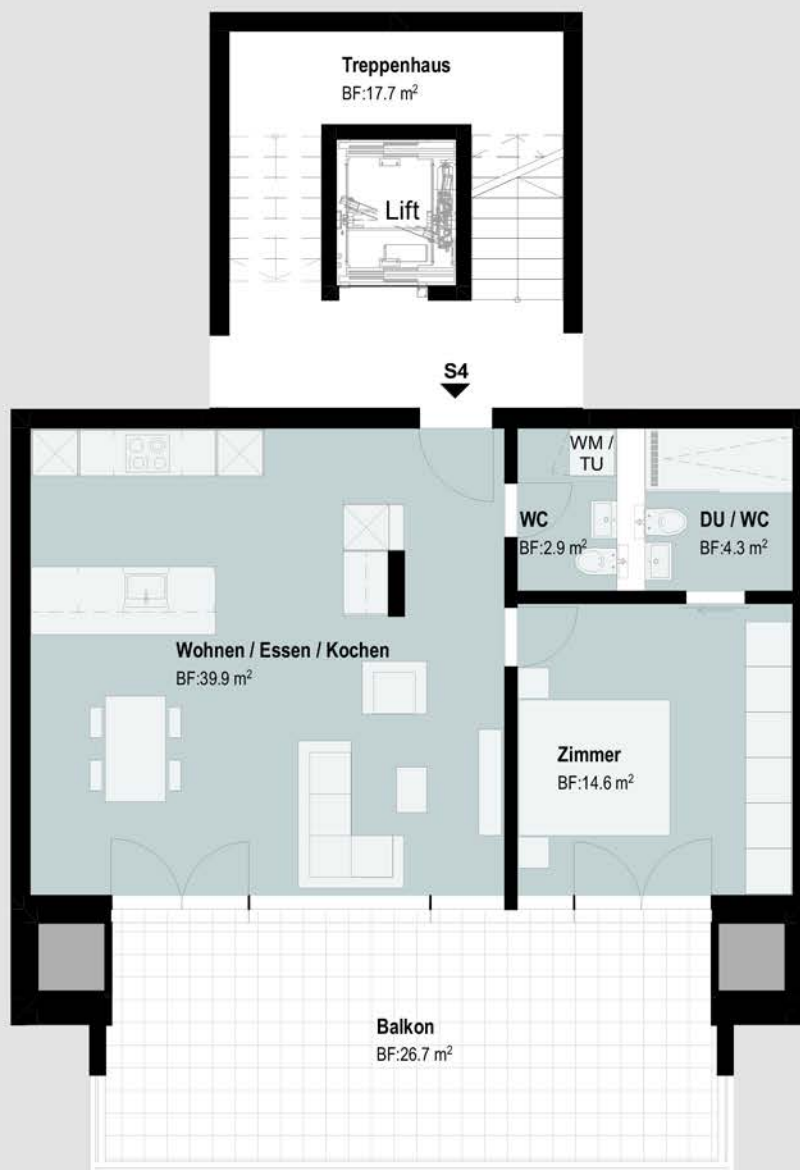 Treppenhaus
BF:17.7 m²
Lift
S4
WM /
TU
WC
BF:2.9 m²
DU / WC
BF:4.3 m²
Wohnen / Essen / Kochen
BF:39.9 m²
Zimmer
BF:14.6 m²
Balkon
BF:26.7 m²